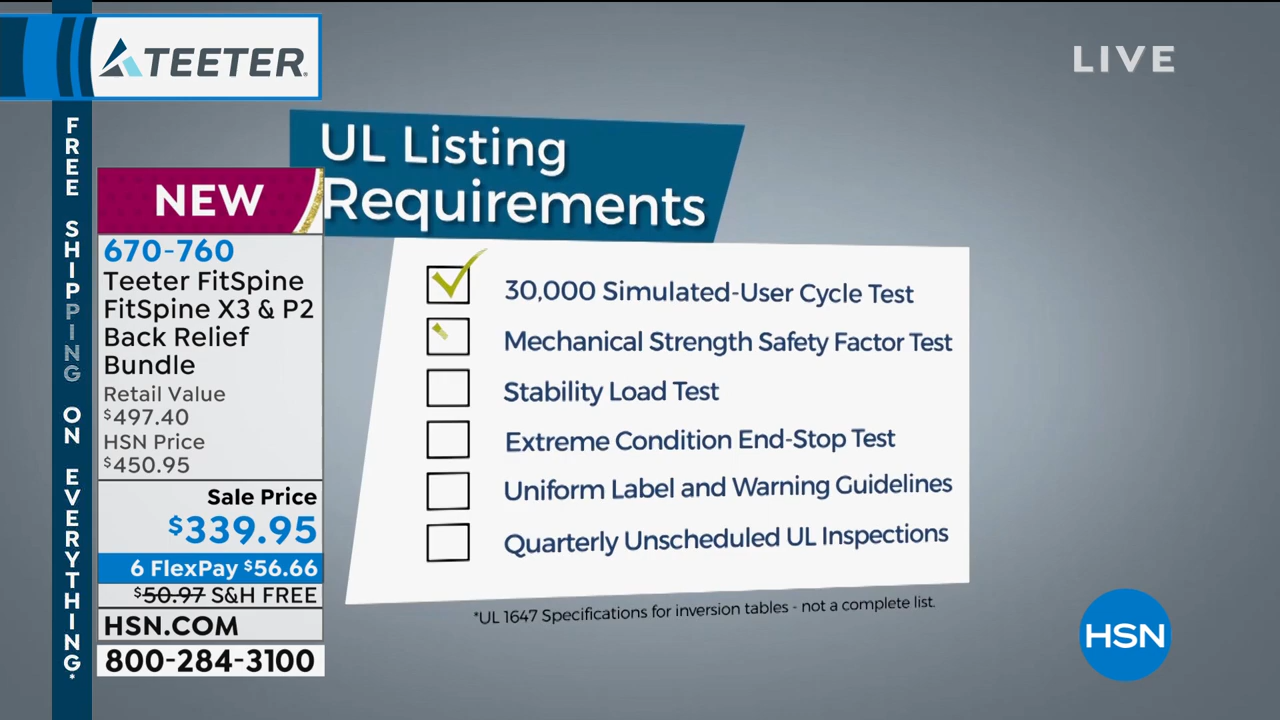 TEETER
LIVE
FREE SHIPPING ON EVERYTHING.*
UL Listing
Requirements
NEW
670-760
Teeter FitSpine
FitSpine X3 & P2
Back Relief
Bundle
Retail Value
$497.40
HSN Price
$450.95
Sale Price
$339.95
6 FlexPay $56.66
$50.97 S&H FREE
HSN.COM
800-284-3100
30,000 Simulated-User Cycle Test
Mechanical Strength Safety Factor Test
Stability Load Test
Extreme Condition End-Stop Test
Uniform Label and Warning Guidelines
Quarterly Unscheduled UL Inspections
*UL 1647 Specifications for inversion tables - not a complete list.
HSN